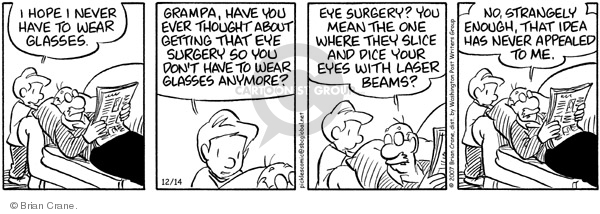 I HOPE I NEVER
HAVE TO WEAR
GLASSES.
GRAMPA, HAVE YOU
EVER THOUGHT ABOUT
GETTING THAT EYE
SURGERY SO YOU
DON'T HAVE TO WEAR
GLASSES ANYMORE?
12/14
picklescomic@sbcglobal.net
EYE SURGERY? YOU
MEAN THE ONE
WHERE THEY SLICE
AND DICE YOUR
EYES WITH LASER
BEAMS?
© 2007 Brian Crane, dist. by Washington Post Writers Group
NO, STRANGELY
ENOUGH, THAT IDEA
HAS NEVER APPEALED
TO ME.
CARTOONIST GROUP
© Brian Crane.